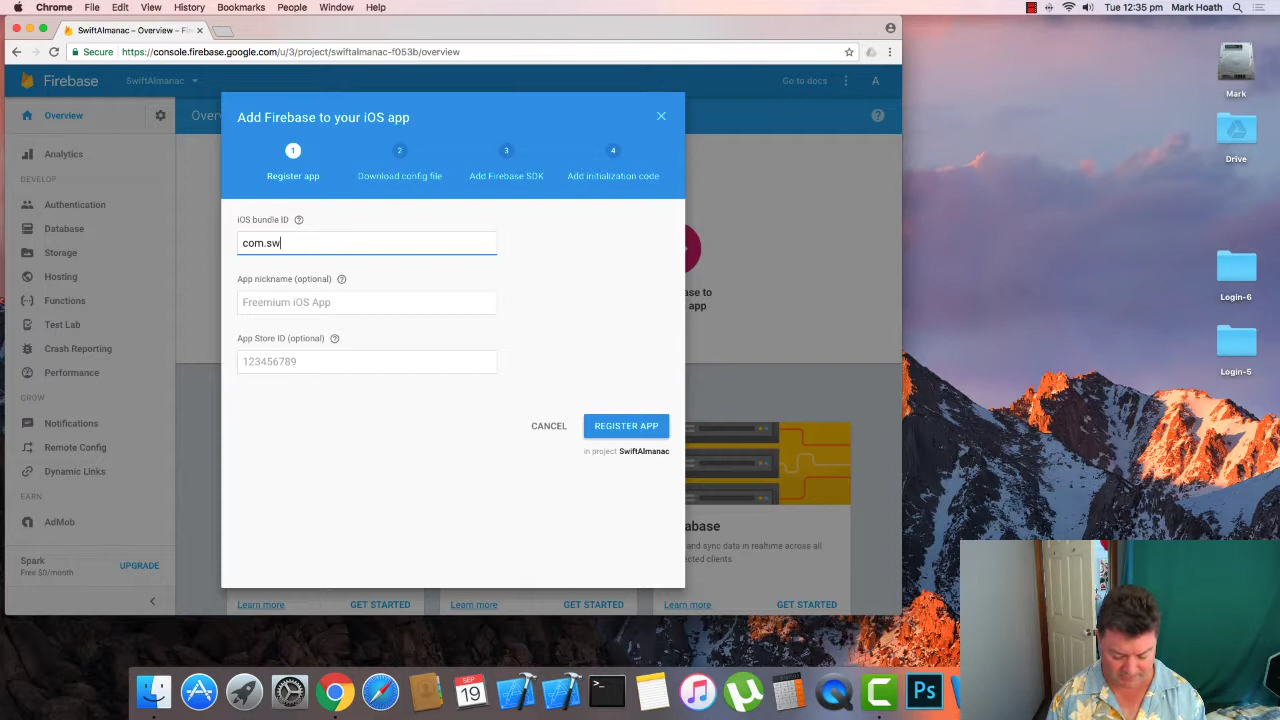 Chrome File Edit View History Bookmarks People Window Help Tue 12:35 pm Mark Hoath
SwiftAlmanac – Overview – F
Secure https://console.firebase.google.com/u/3/project/swiftalmanac-f053b/overview
Firebase SwiftAlmanac Go to docs A
Overview
Analytics
DEVELOP
Authentication
Database
Storage
Hosting
Functions
Test Lab
Crash Reporting
Performance
GROW
Notifications
Remote Config
Dynamic Links
EARN
AdMob
Spark
Free $0/month
UPGRADE
Over
Add Firebase to your iOS app
1 2 3 4
Register app Download config file Add Firebase SDK Add initialization code
iOS bundle ID
com.sw
App nickname (optional)
Freemium iOS App
App Store ID (optional)
123456789
CANCEL REGISTER APP
in project SwiftAlmanac
se to
app
abase
and sync data in realtime across all
ected clients
Learn more GET STARTED Learn more GET STARTED Learn more GET STARTED
Mark
Drive
Login-6
Login-5
SEP
19
Ps